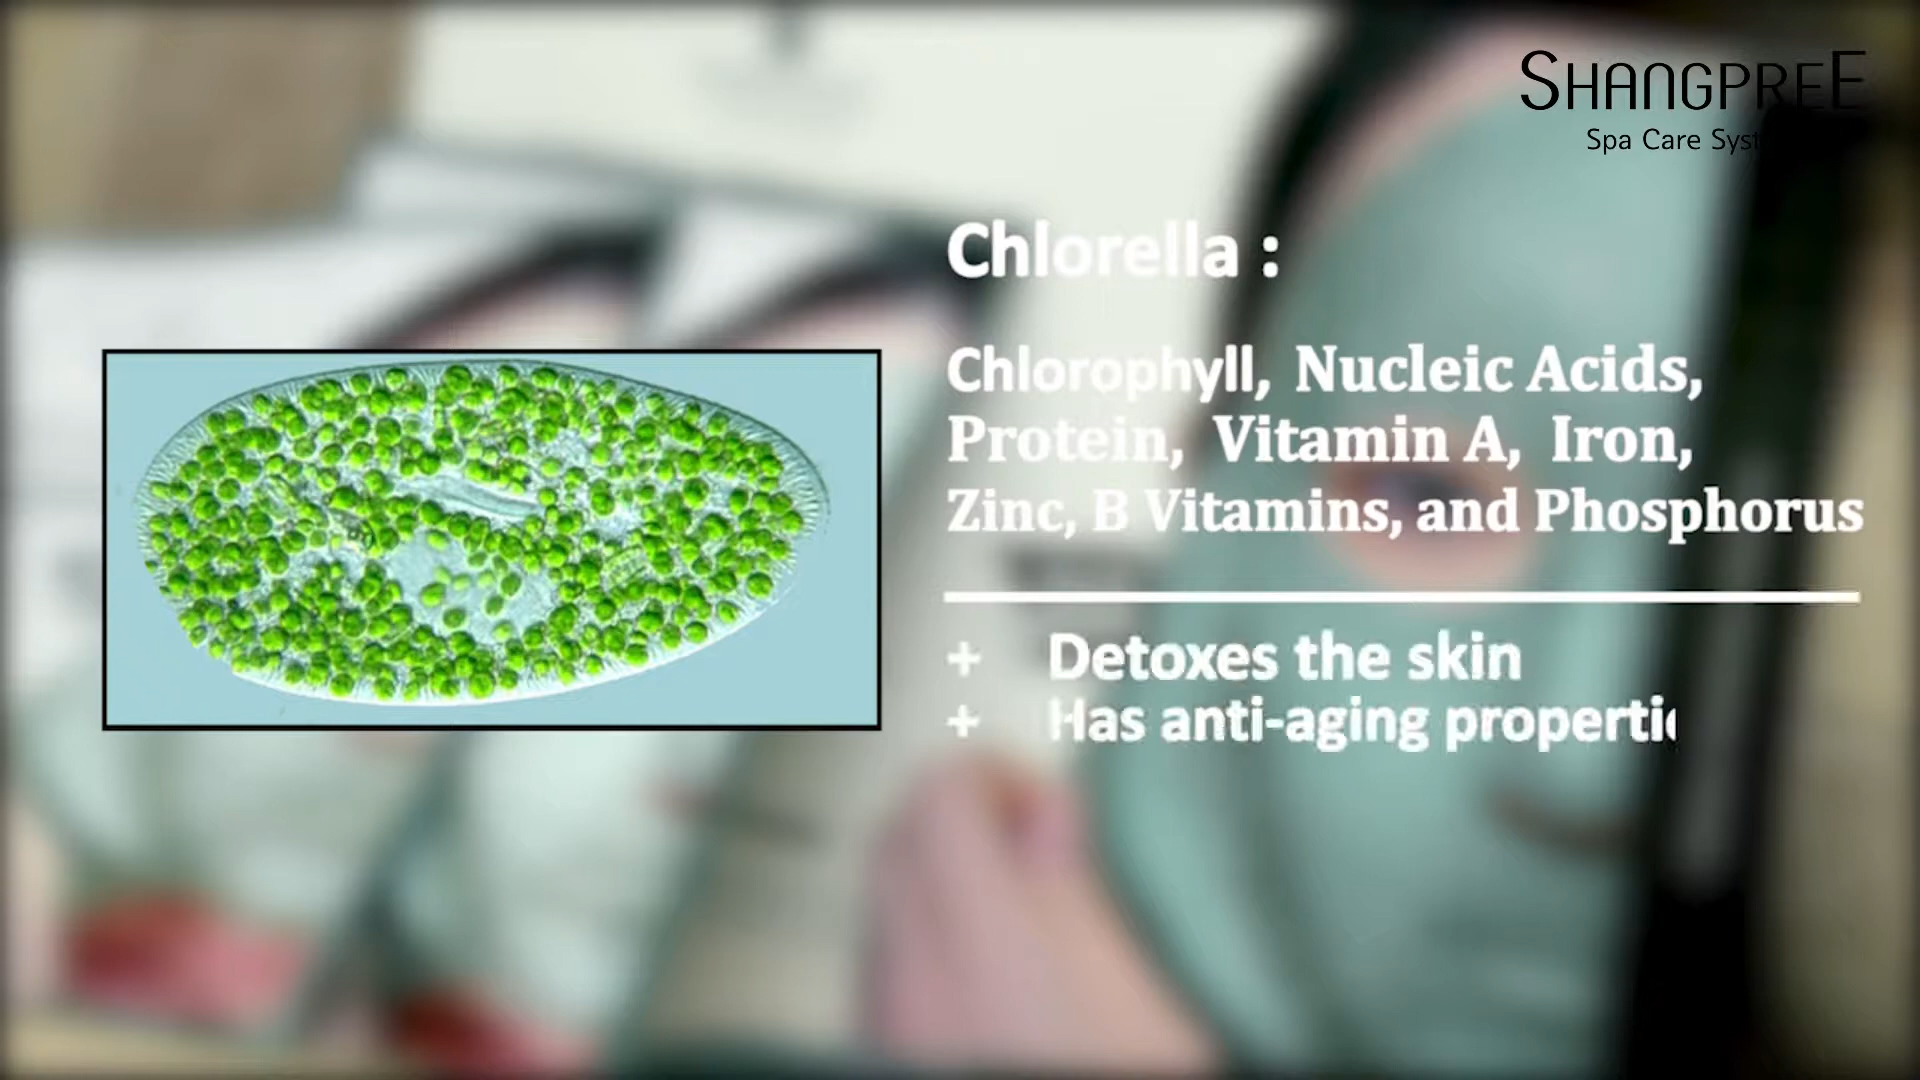 SHANGPREE
Spa Care Syst
Chlorella :
Chlorophyll, Nucleic Acids,
Protein, Vitamin A, Iron,
Zinc, B Vitamins, and Phosphorus
+ Detoxes the skin
+ Has anti-aging properti